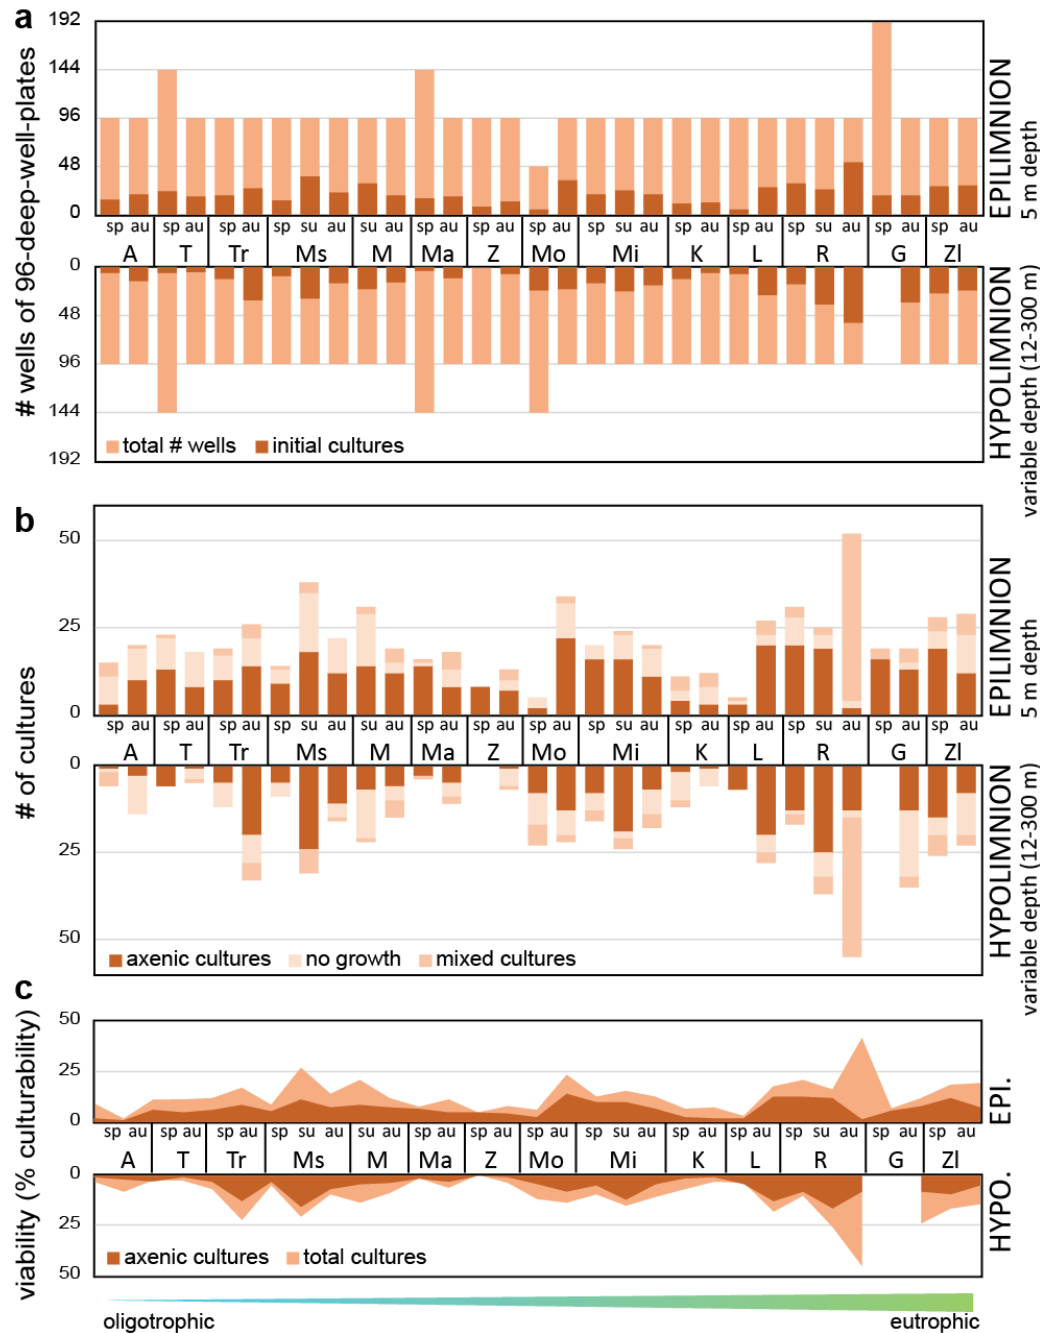 a
# wells of 96-deep-well-plates
192
144
96
48
0
EPILIMNION
5 m depth
sp au sp au sp au sp su au su au sp au sp au sp au sp su au sp au sp au sp su au sp au sp au
A T Tr Ms M Ma Z Mo Mi K L R G Zl
0
48
96
144
192
HYPOLIMNION
variable depth (12-300 m)
total # wells initial cultures
b
# of cultures
50
25
0
EPILIMNION
5 m depth
sp au sp au sp au sp su au su au sp au sp au sp au sp su au sp au sp au sp su au sp au sp au
A T Tr Ms M Ma Z Mo Mi K L R G Zl
0
25
50
HYPOLIMNION
variable depth (12-300 m)
axenic cultures no growth mixed cultures
c
viability (% culturability)
50
25
0
EPI.
sp au sp au sp au sp su au su au sp au sp au sp au sp su au sp au sp au sp su au sp au sp au
A T Tr Ms M Ma Z Mo Mi K L R G Zl
0
25
50
HYPO.
axenic cultures total cultures
oligotrophic eutrophic